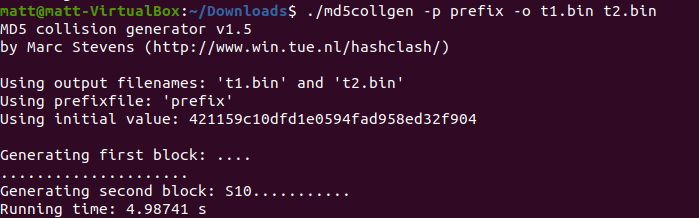 matt@matt-VirtualBox:~/Downloads$ ./md5collgen -p prefix -o t1.bin t2.bin
MD5 collision generator v1.5
by Marc Stevens (http://www.win.tue.nl/hashclash/)
Using output filenames: 't1.bin' and 't2.bin'
Using prefixfile: 'prefix'
Using initial value: 421159c10dfd1e0594fad958ed32f904
Generating first block: ....
.....................
Generating second block: S10...........
Running time: 4.98741 s